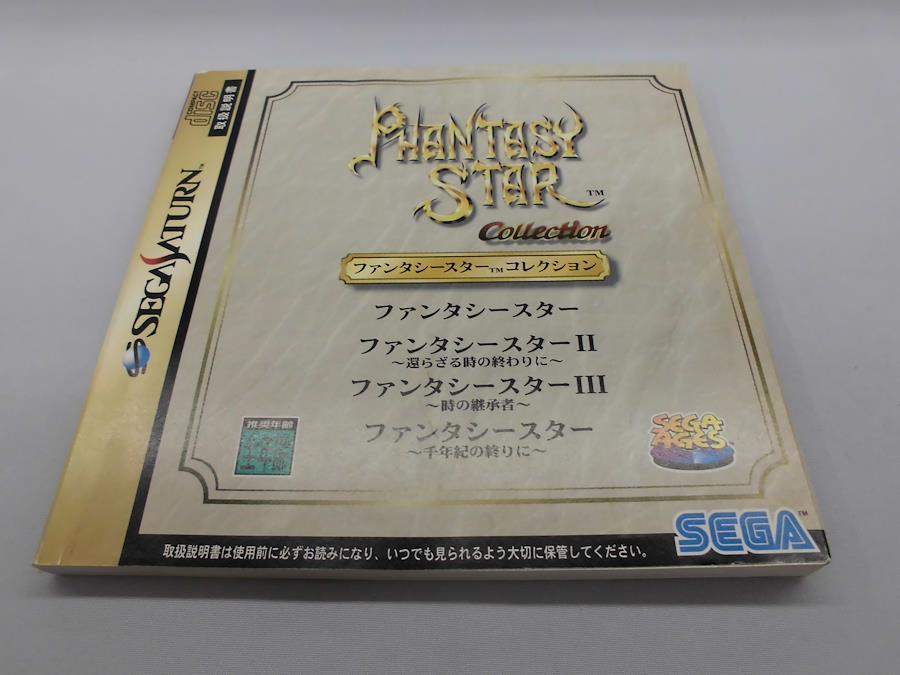 COMPACT
disc
取扱説明書
SEGA SATURN™
PHANTASY
STAR™
Collection
ファンタシースター™コレクション
ファンタシースター
ファンタシースターII
～還らざる時の終わりに～
ファンタシースターIII
～時の継承者～
ファンタシースター
～千年紀の終りに～
推奨年齢
SEGA
AGES
SEGA™
取扱説明書は使用前に必ずお読みになり、いつでも見られるよう大切に保管してください。